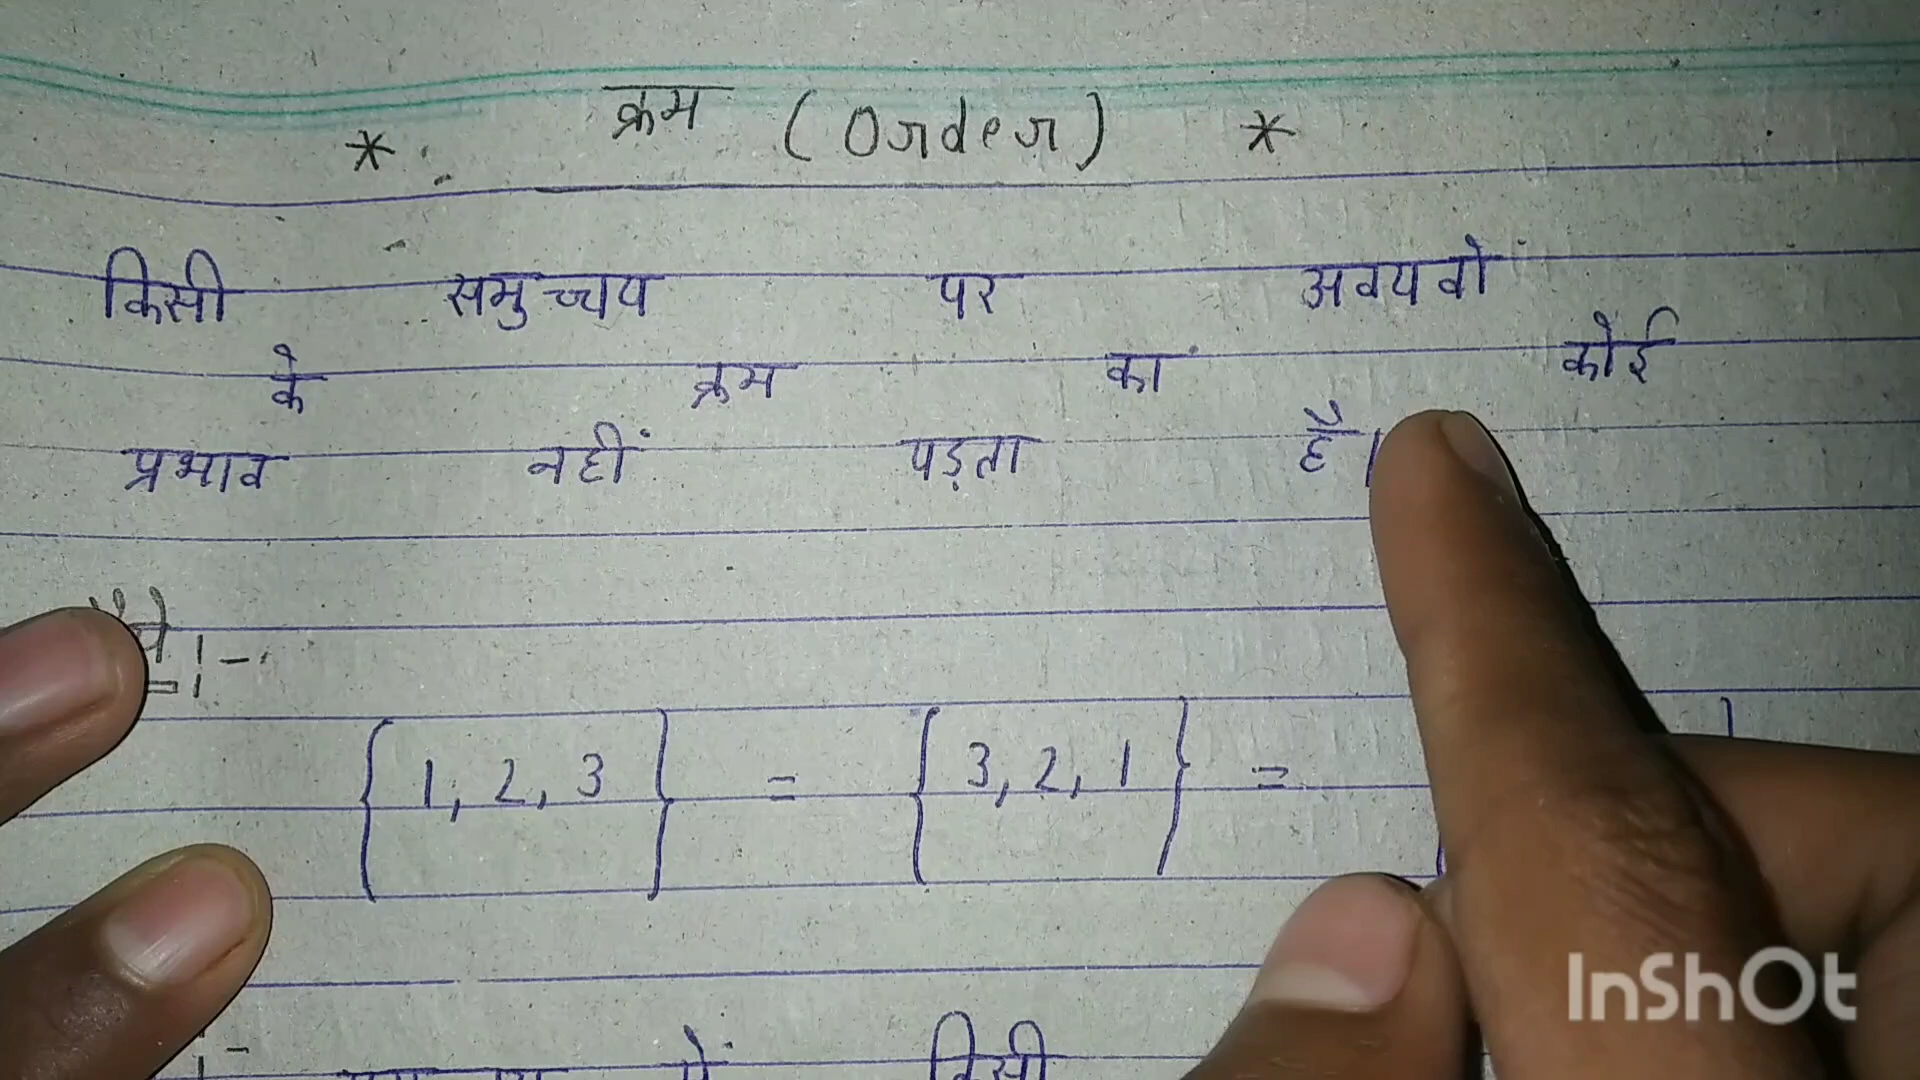 * क्रम (Order) *
किसी समुच्चय पर अवयवो
के क्रम का कोई
प्रभाव नहीं पड़ता है।
{1, 2, 3} = {3, 2, 1} =
किसी
InShOt